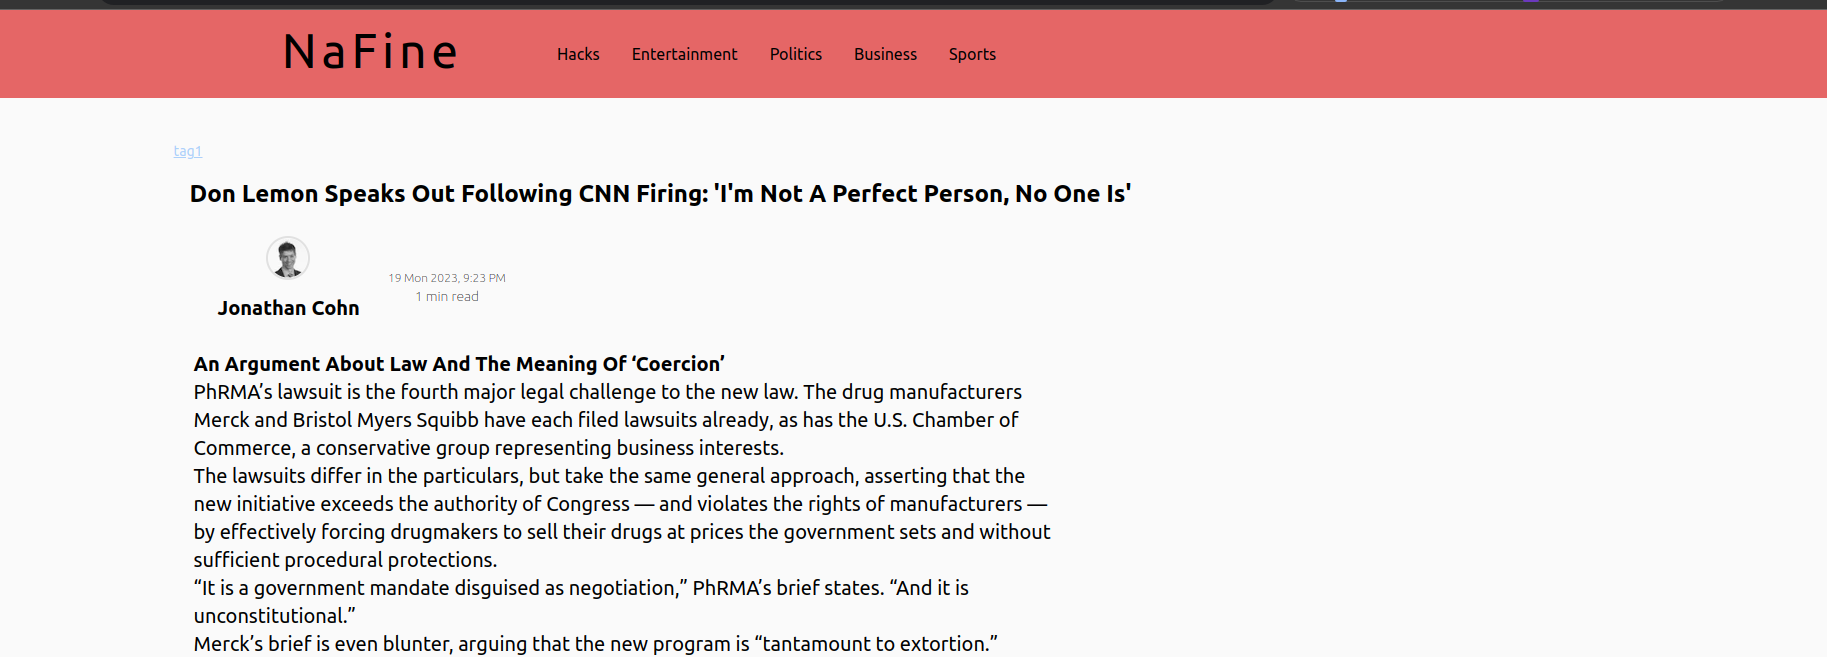 NaFine
Hacks Entertainment Politics Business Sports
tag1
Don Lemon Speaks Out Following CNN Firing: 'I'm Not A Perfect Person, No One Is'
19 Mon 2023, 9:23 PM
1 min read
Jonathan Cohn
An Argument About Law And The Meaning Of ‘Coercion’
PhRMA’s lawsuit is the fourth major legal challenge to the new law. The drug manufacturers
Merck and Bristol Myers Squibb have each filed lawsuits already, as has the U.S. Chamber of
Commerce, a conservative group representing business interests.
The lawsuits differ in the particulars, but take the same general approach, asserting that the
new initiative exceeds the authority of Congress — and violates the rights of manufacturers —
by effectively forcing drugmakers to sell their drugs at prices the government sets and without
sufficient procedural protections.
“It is a government mandate disguised as negotiation,” PhRMA’s brief states. “And it is
unconstitutional.”
Merck’s brief is even blunter, arguing that the new program is “tantamount to extortion.”